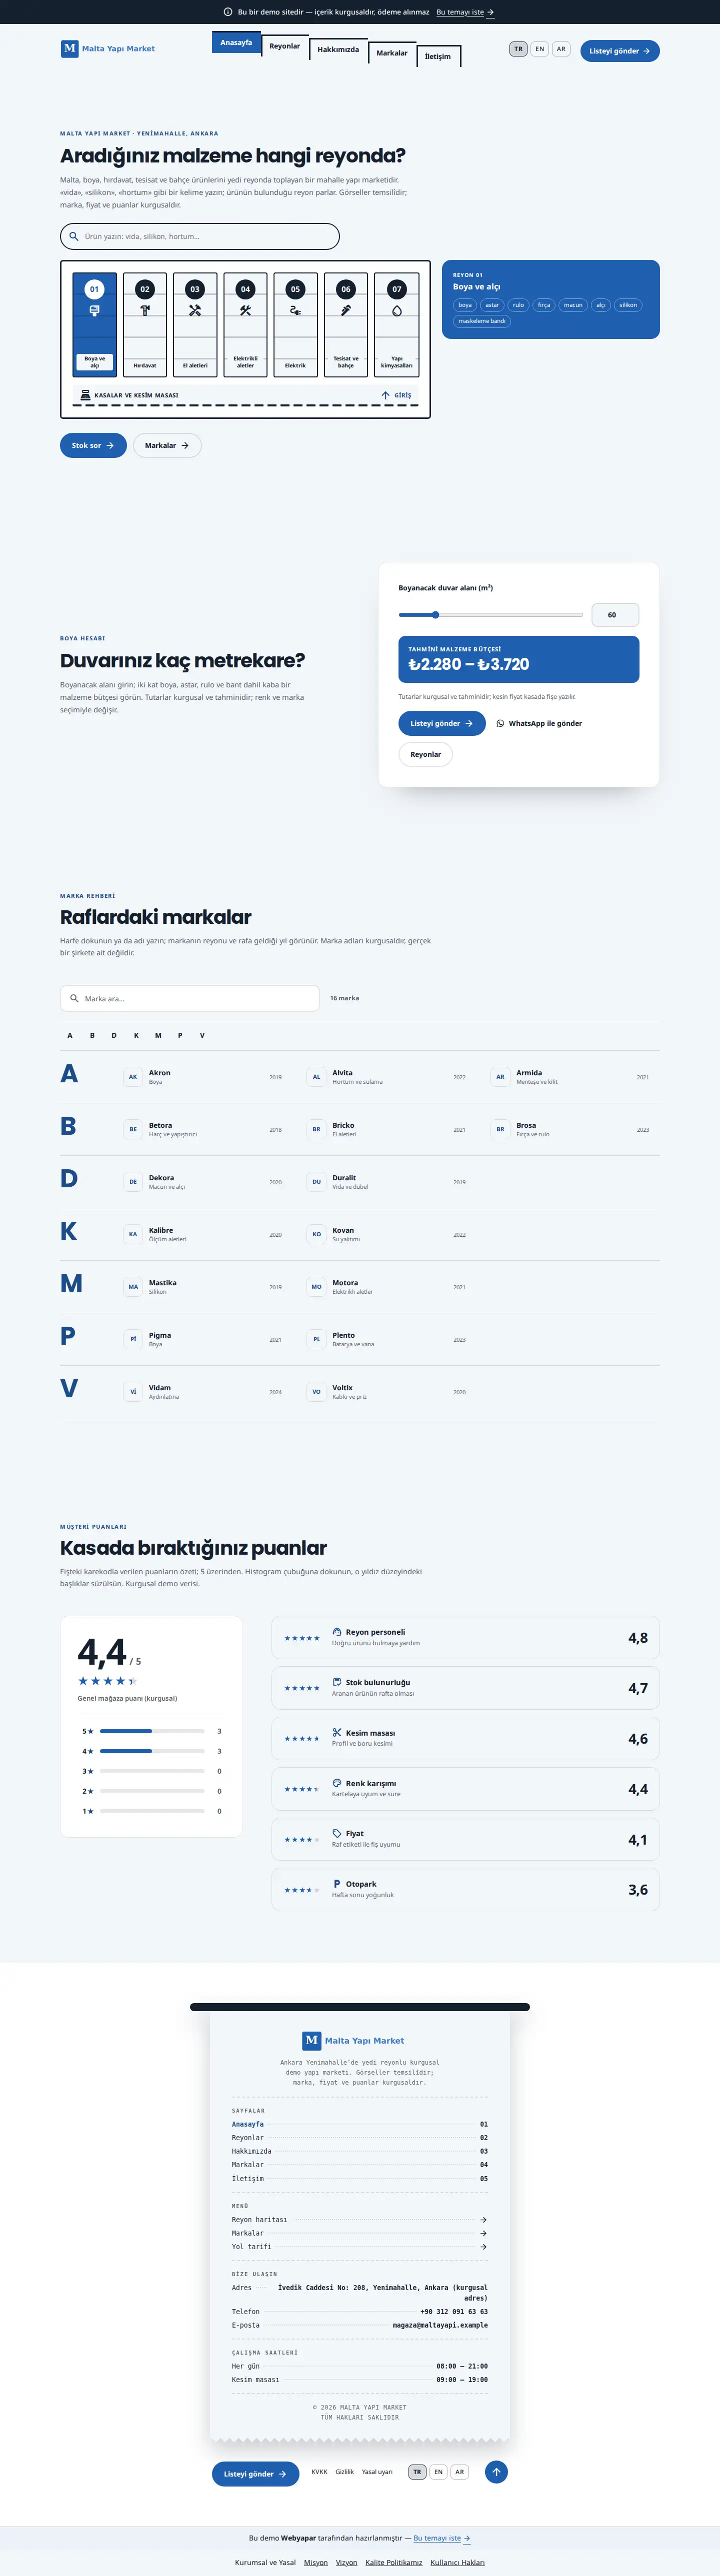 Bu bir demo sitedir — içerik kurgusaldır, ödeme alınmaz Bu temayı iste →
M Malta Yapı Market
Anasayfa
Reyonlar
Hakkımızda
Markalar
İletişim
TR EN AR
Listeyi gönder →
MALTA YAPI MARKET · YENİMAHALLE, ANKARA
Aradığınız malzeme hangi reyonda?
Malta, boya, hırdavat, tesisat ve bahçe ürünlerini yedi reyonda toplayan bir mahalle yapı marketidir.
«vida», «silikon», «hortum» gibi bir kelime yazın; ürünün bulunduğu reyon parlar. Görseller temsilîdir;
marka, fiyat ve puanlar kurgusaldır.
Ürün yazın: vida, silikon, hortum...
01 02 03 04 05 06 07
Boya ve alçı
Hırdavat
El aletleri
Elektrikli aletler
Elektrik
Tesisat ve bahçe
Yapı kimyasalları
KASALAR VE KESİM MASASI
GİRİŞ
REYON 01
Boya ve alçı
boya astar rulo fırça macun alçı silikon
maskeleme bandı
Stok sor →
Markalar →
BOYA HESABI
Duvarınız kaç metrekare?
Boyanacak alanı girin; iki kat boya, astar, rulo ve bant dahil kaba bir
malzeme bütçesi görün. Tutarlar kurgusal ve tahminidir; renk ve marka
seçimiyle değişir.
Boyanacak duvar alanı (m²)
60
TAHMİNİ MALZEME BÜTÇESİ
₺2.280 – ₺3.720
Tutarlar kurgusal ve tahminidir; kesin fiyat kasada fişe yazılır.
Listeyi gönder →
WhatsApp ile gönder
Reyonlar
MARKA REHBERİ
Raflardaki markalar
Harfe dokunun ya da adı yazın; markanın reyonu ve rafa geldiği yıl görünür. Marka adları kurgusaldır, gerçek
bir şirkete ait değildir.
Marka ara...
16 marka
A B D K M P V
A
AK Akron 2019
Boya
AL Alvita 2022
Hortum ve sulama
AR Armida 2021
Menteşe ve kilit
B
BE Betora 2018
Harç ve yapıştırıcı
BR Bricko 2021
El aletleri
BR Brosa 2023
Fırça ve rulo
D
DE Dekora 2020
Macun ve alçı
DU Duralit 2019
Vida ve dübel
K
KA Kalibre 2020
Ölçüm aletleri
KO Kovan 2022
Su yalıtımı
M
MA Mastika 2019
Silikon
MO Motora 2021
Elektrikli aletler
P
Pİ Pigma 2021
Boya
PL Plento 2023
Batarya ve vana
V
Vİ Vidam 2024
Aydınlatma
VO Voltix 2020
Kablo ve priz
MÜŞTERİ PUANLARI
Kasada bıraktığınız puanlar
Fişteki karekodla verilen puanların özeti; 5 üzerinden. Histogram çubuğuna dokunun, o yıldız düzeyindeki
başlıklar süzülsün. Kurgusal demo verisi.
4,4 / 5
★★★★★
Genel mağaza puanı (kurgusal)
5★ 3
4★ 3
3★ 0
2★ 0
1★ 0
★★★★★ Reyon personeli 4,8
Doğru ürünü bulmaya yardım
★★★★★ Stok bulunurluğu 4,7
Aranan ürünün rafta olması
★★★★★ Kesim masası 4,6
Profil ve boru kesimi
★★★★★ Renk karışımı 4,4
Kartelaya uyum ve süre
★★★★★ Fiyat 4,1
Raf etiketi ile fiş uyumu
★★★★★ Otopark 3,6
Hafta sonu yoğunluk
M Malta Yapı Market
Ankara Yenimahalle'de yedi reyonlu kurgusal
demo yapı marketi. Görseller temsilîdir;
marka, fiyat ve puanlar kurgusaldır.
SAYFALAR
Anasayfa 01
Reyonlar 02
Hakkımızda 03
Markalar 04
İletişim 05
MENÜ
Reyon haritası →
Markalar →
Yol tarifi →
BİZE ULAŞIN
Adres İvedik Caddesi No: 208, Yenimahalle, Ankara (kurgusal
adres)
Telefon +90 312 091 63 63
E-posta magaza@maltayapi.example
ÇALIŞMA SAATLERİ
Her gün 08:00 – 21:00
Kesim masası 09:00 – 19:00
© 2026 MALTA YAPI MARKET
TÜM HAKLARI SAKLIDIR
Listeyi gönder →
KVKK Gizlilik Yasal uyarı
TR EN AR
Bu demo Webyapar tarafından hazırlanmıştır — Bu temayı iste →
Kurumsal ve Yasal Misyon Vizyon Kalite Politikamız Kullanıcı Hakları